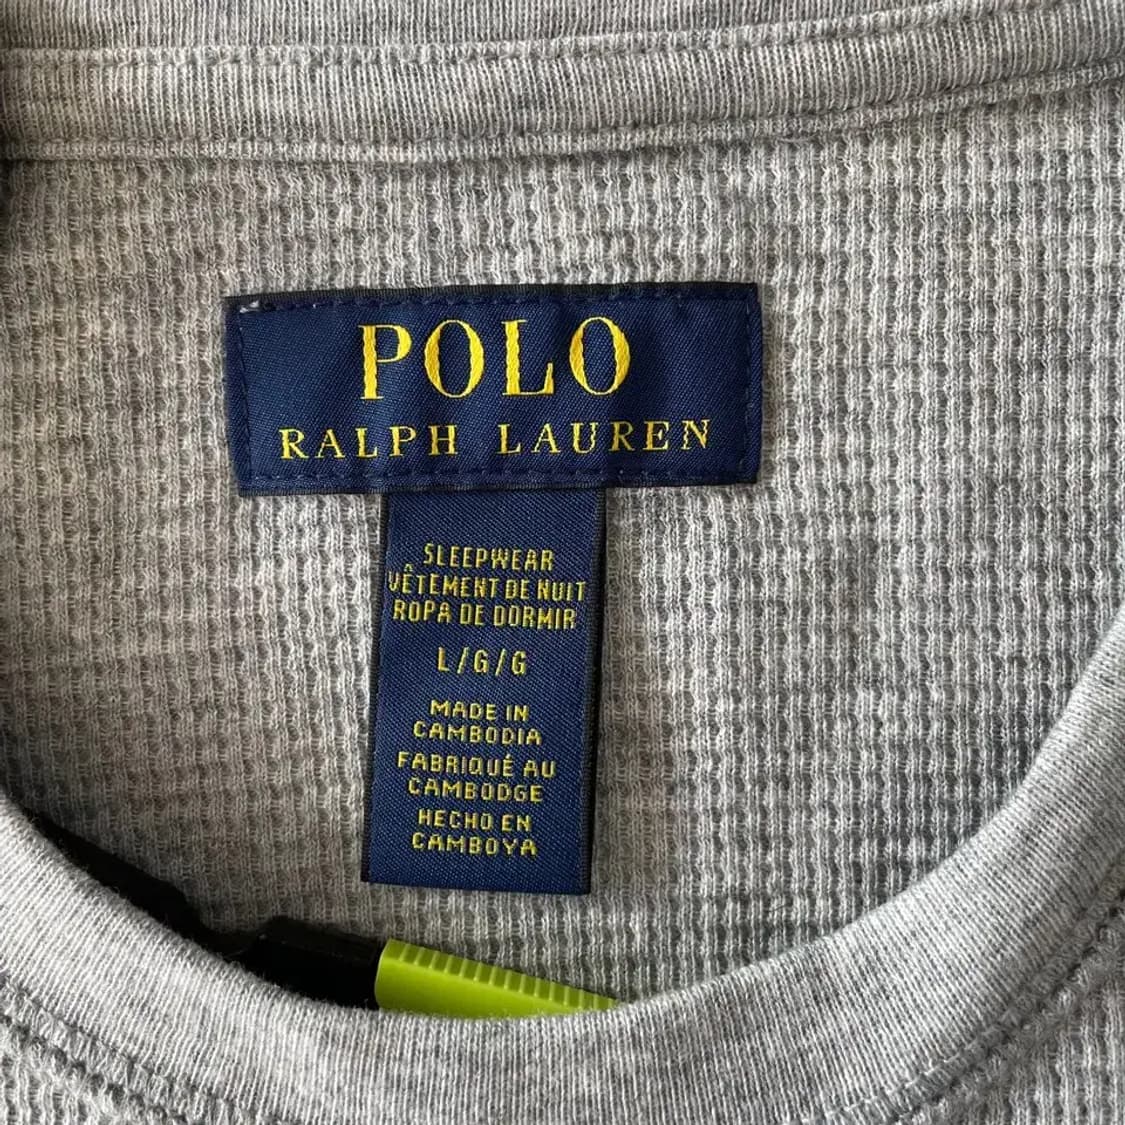 POLO
RALPH LAUREN
SLEEPWEAR
VÊTEMENT DE NUIT
ROPA DE DORMIR
L/G/G
MADE IN
CAMBODIA
FABRIQUÉ AU
CAMBODGE
HECHO EN
CAMBOYA